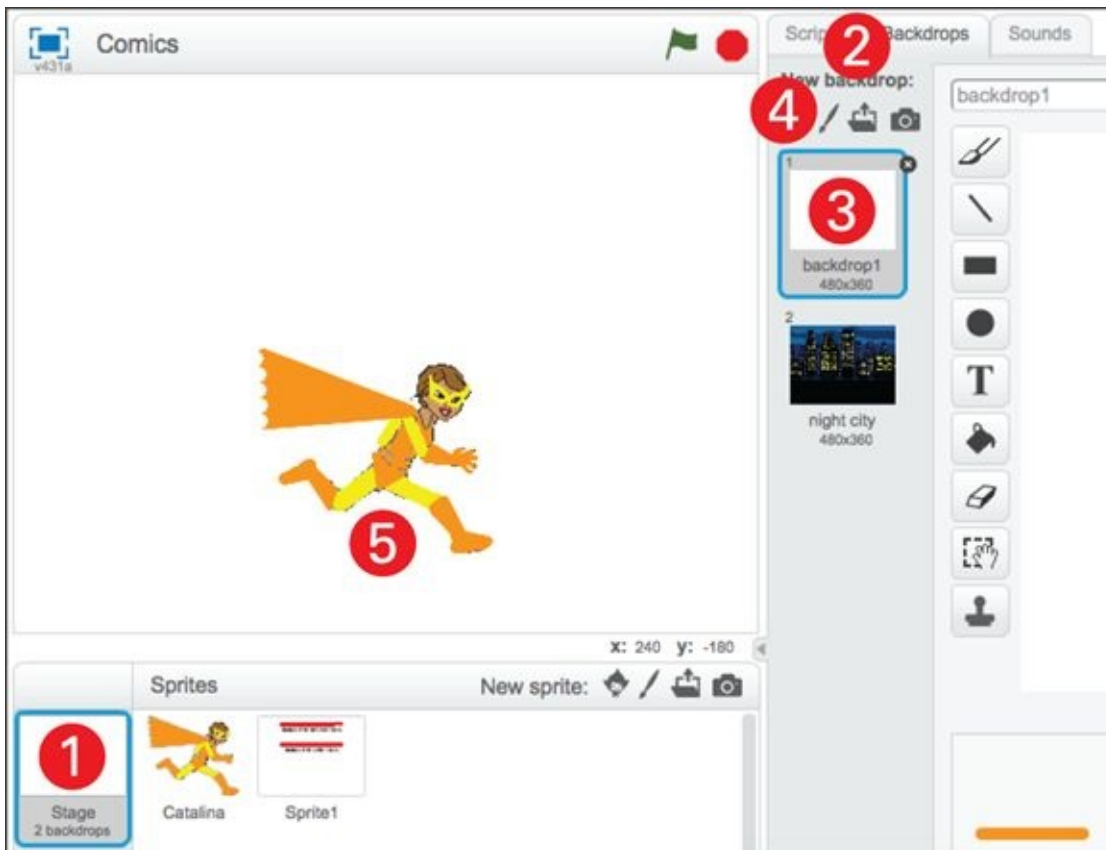 Comics
v431a
Scrip
Backdrops
Sounds
2
New backdrop:
4
backdrop1
1
3
backdrop1
480x360
2
night city
480x360
5
x: 240 y: -180
Sprites
New sprite:
1
Stage
2 backdrops
Catalina
Sprite1
T